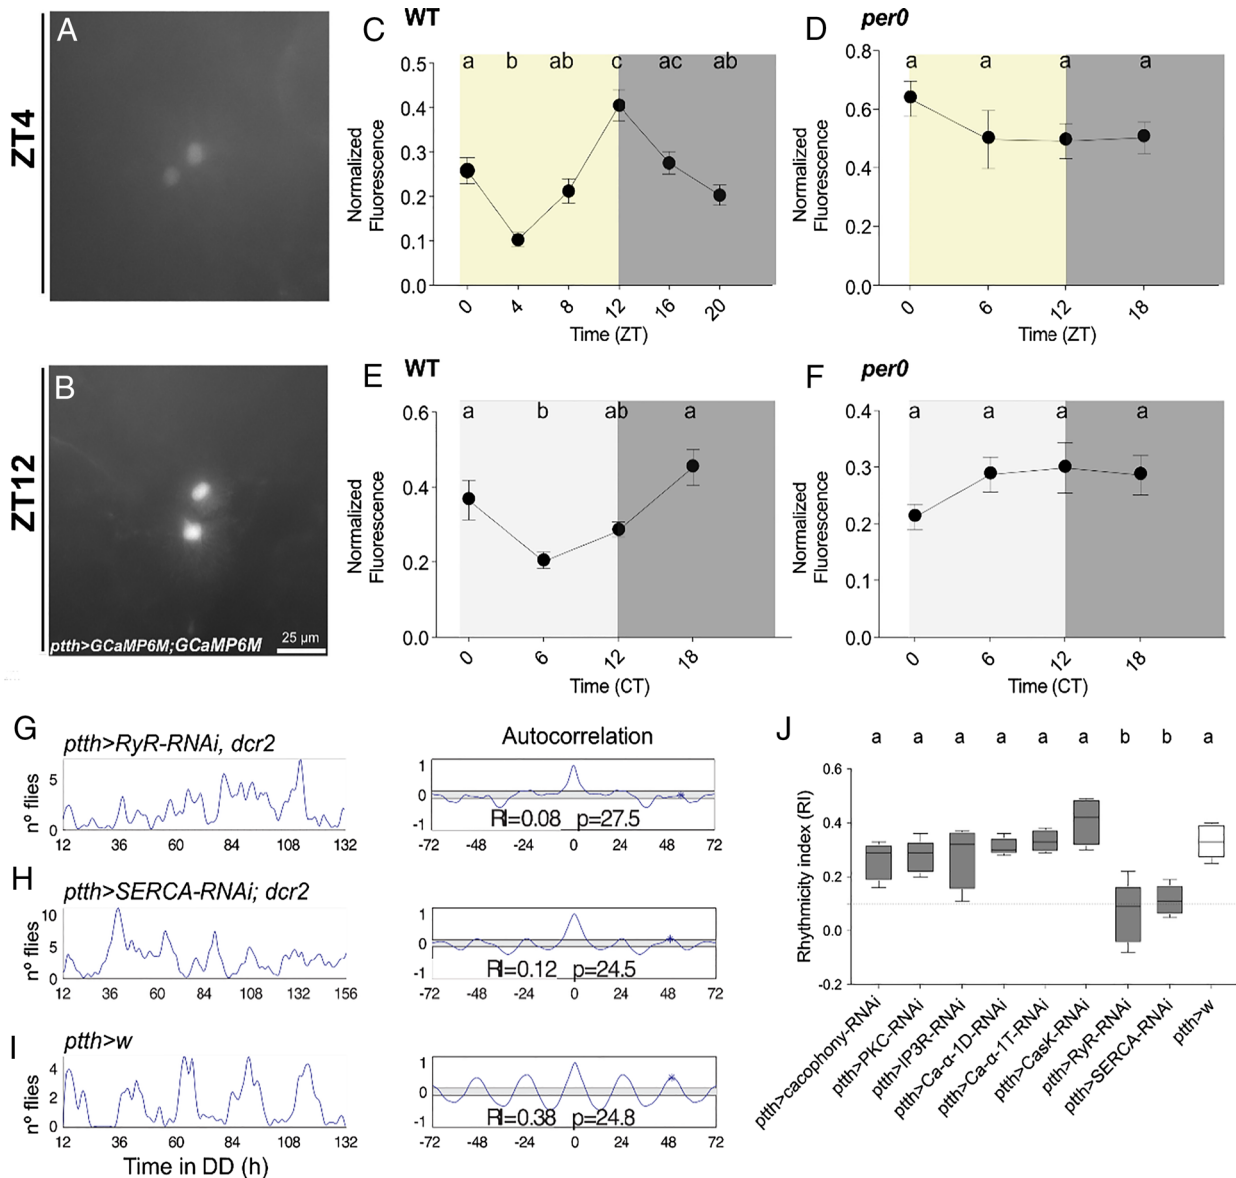 A
ZT4
B
ZT12
ptth>GCaMP6M;GCaMP6M
25 µm
C
WT
a b ab c ac ab
0.5
0.4
0.3
0.2
0.1
0.0
Normalized
Fluorescence
0 4 8 12 16 20
Time (ZT)
D
per0
a a a a
0.8
0.6
0.4
0.2
0.0
Normalized
Fluorescence
0 6 12 18
Time (ZT)
E
WT
a b ab a
0.6
0.4
0.2
0.0
Normalized
Fluorescence
0 6 12 18
Time (CT)
F
per0
a a a a
0.4
0.3
0.2
0.1
0.0
Normalized
Fluorescence
0 6 12 18
Time (CT)
G
ptth>RyR-RNAi, dcr2
nº flies
5
0
12 36 60 84 108 132
Autocorrelation
1
0
-1
RI=0.08 p=27.5
-72 -48 -24 0 24 48 72
H
ptth>SERCA-RNAi; dcr2
nº flies
10
5
0
12 36 60 84 108 132 156
1
0
-1
RI=0.12 p=24.5
-72 -48 -24 0 24 48 72
I
ptth>w
nº flies
4
2
0
12 36 60 84 108 132
Time in DD (h)
1
0
-1
RI=0.38 p=24.8
-72 -48 -24 0 24 48 72
J
a a a a a a b b a
0.6
0.4
0.2
0.0
-0.2
Rhythmicity index (RI)
ptth>cacophony-RNAi
ptth>PKC-RNAi
ptth>IP3R-RNAi
ptth>Ca-α-1D-RNAi
ptth>Ca-α-1T-RNAi
ptth>CasK-RNAi
ptth>RyR-RNAi
ptth>SERCA-RNAi
ptth>w